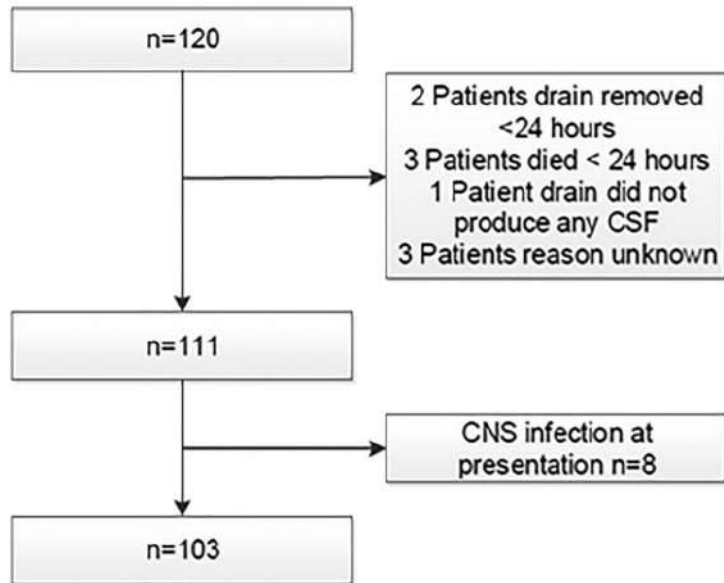 n=120
2 Patients drain removed
<24 hours
3 Patients died < 24 hours
1 Patient drain did not
produce any CSF
3 Patients reason unknown
n=111
CNS infection at
presentation n=8
n=103